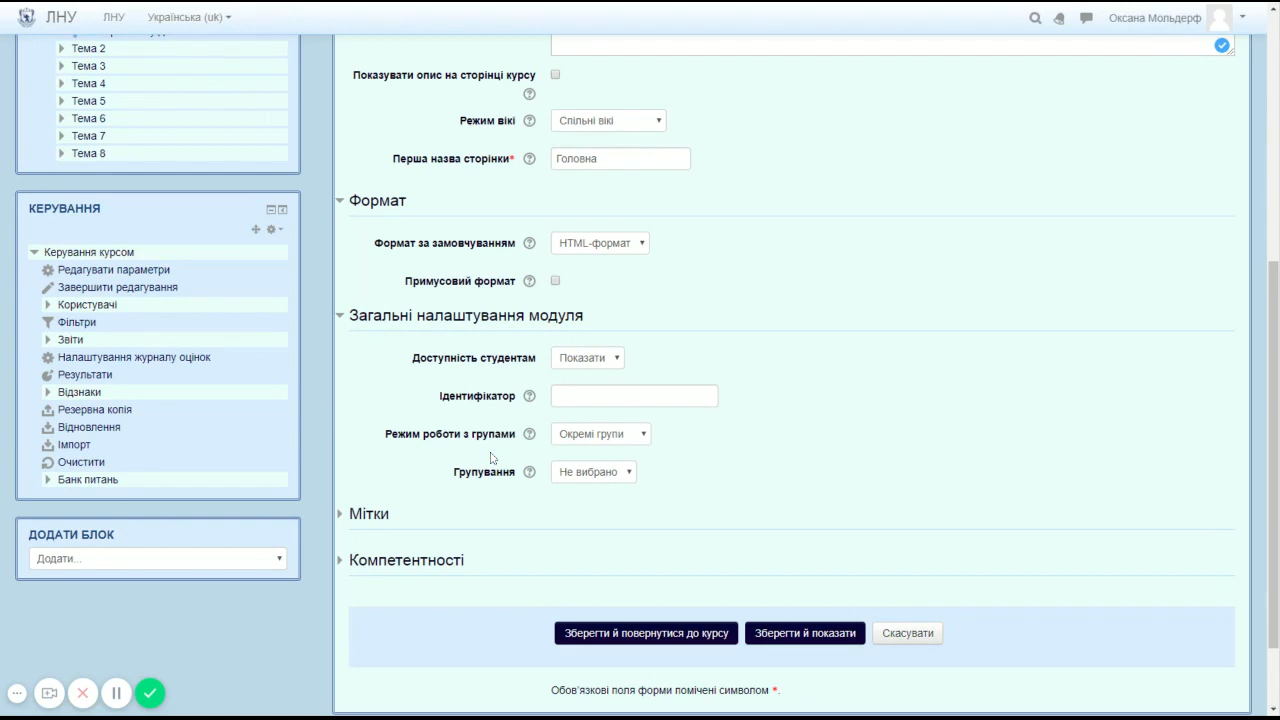 ЛНУ ЛНУ Українська (uk) Оксана Мольдерф
Тема 2
Тема 3
Тема 4
Тема 5
Тема 6
Тема 7
Тема 8
КЕРУВАННЯ
Керування курсом
Редагувати параметри
Завершити редагування
Користувачі
Фільтри
Звіти
Налаштування журналу оцінок
Результати
Відзнаки
Резервна копія
Відновлення
Імпорт
Очистити
Банк питань
ДОДАТИ БЛОК
Додати...
Показувати опис на сторінці курсу
Режим вікі Спільні вікі
Перша назва сторінки* Головна
Формат
Формат за замовчуванням HTML-формат
Примусовий формат
Загальні налаштування модуля
Доступність студентам Показати
Ідентифікатор
Режим роботи з групами Окремі групи
Групування Не вибрано
Мітки
Компетентності
Зберегти й повернутися до курсу Зберегти й показати Скасувати
Обов'язкові поля форми помічені символом *.